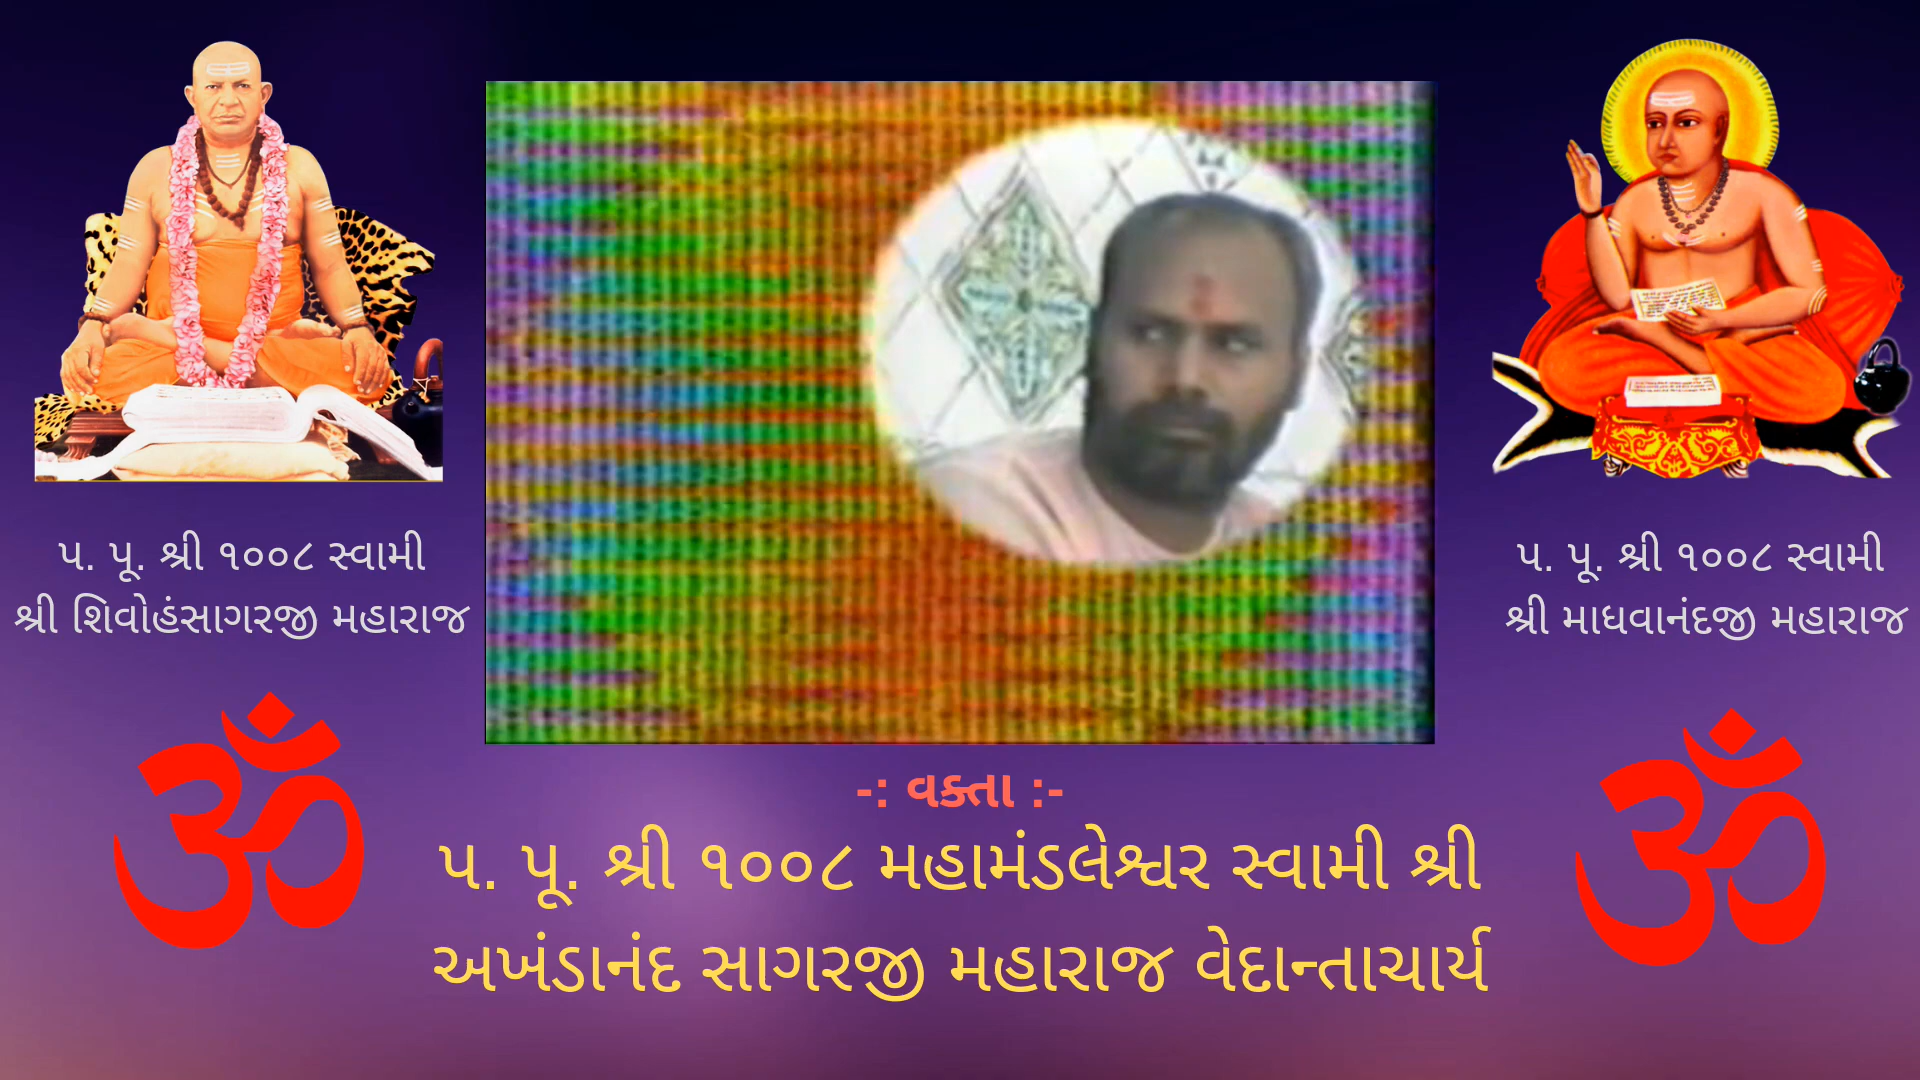 પ. પૂ. શ્રી ૧૦૦૮ સ્વામી
શ્રી શિવોહંસાગરજી મહારાજ
પ. પૂ. શ્રી ૧૦૦૮ સ્વામી
શ્રી માધવાનંદજી મહારાજ
ૐ
ૐ
-: વક્તા :-
પ. પૂ. શ્રી ૧૦૦૮ મહામંડલેશ્વર સ્વામી શ્રી
અખંડાનંદ સાગરજી મહારાજ વેદાન્તાચાર્ય